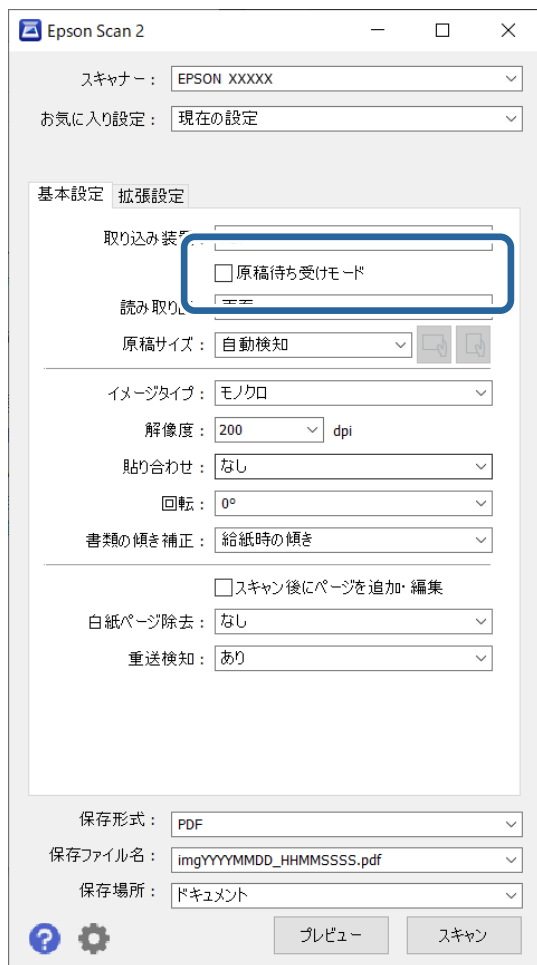 Epson Scan 2
スキャナー： EPSON XXXXX
お気に入り設定： 現在の設定
基本設定 拡張設定
取り込み装
原稿待ち受けモード
読み取り
原稿サイズ： 自動検知
イメージタイプ： モノクロ
解像度： 200 dpi
貼り合わせ： なし
回転： 0°
書類の傾き補正： 給紙時の傾き
スキャン後にページを追加・編集
白紙ページ除去： なし
重送検知： あり
保存形式： PDF
保存ファイル名： imgYYYYMMDD_HHMMSSSS.pdf
保存場所： ドキュメント
? プレビュー スキャン